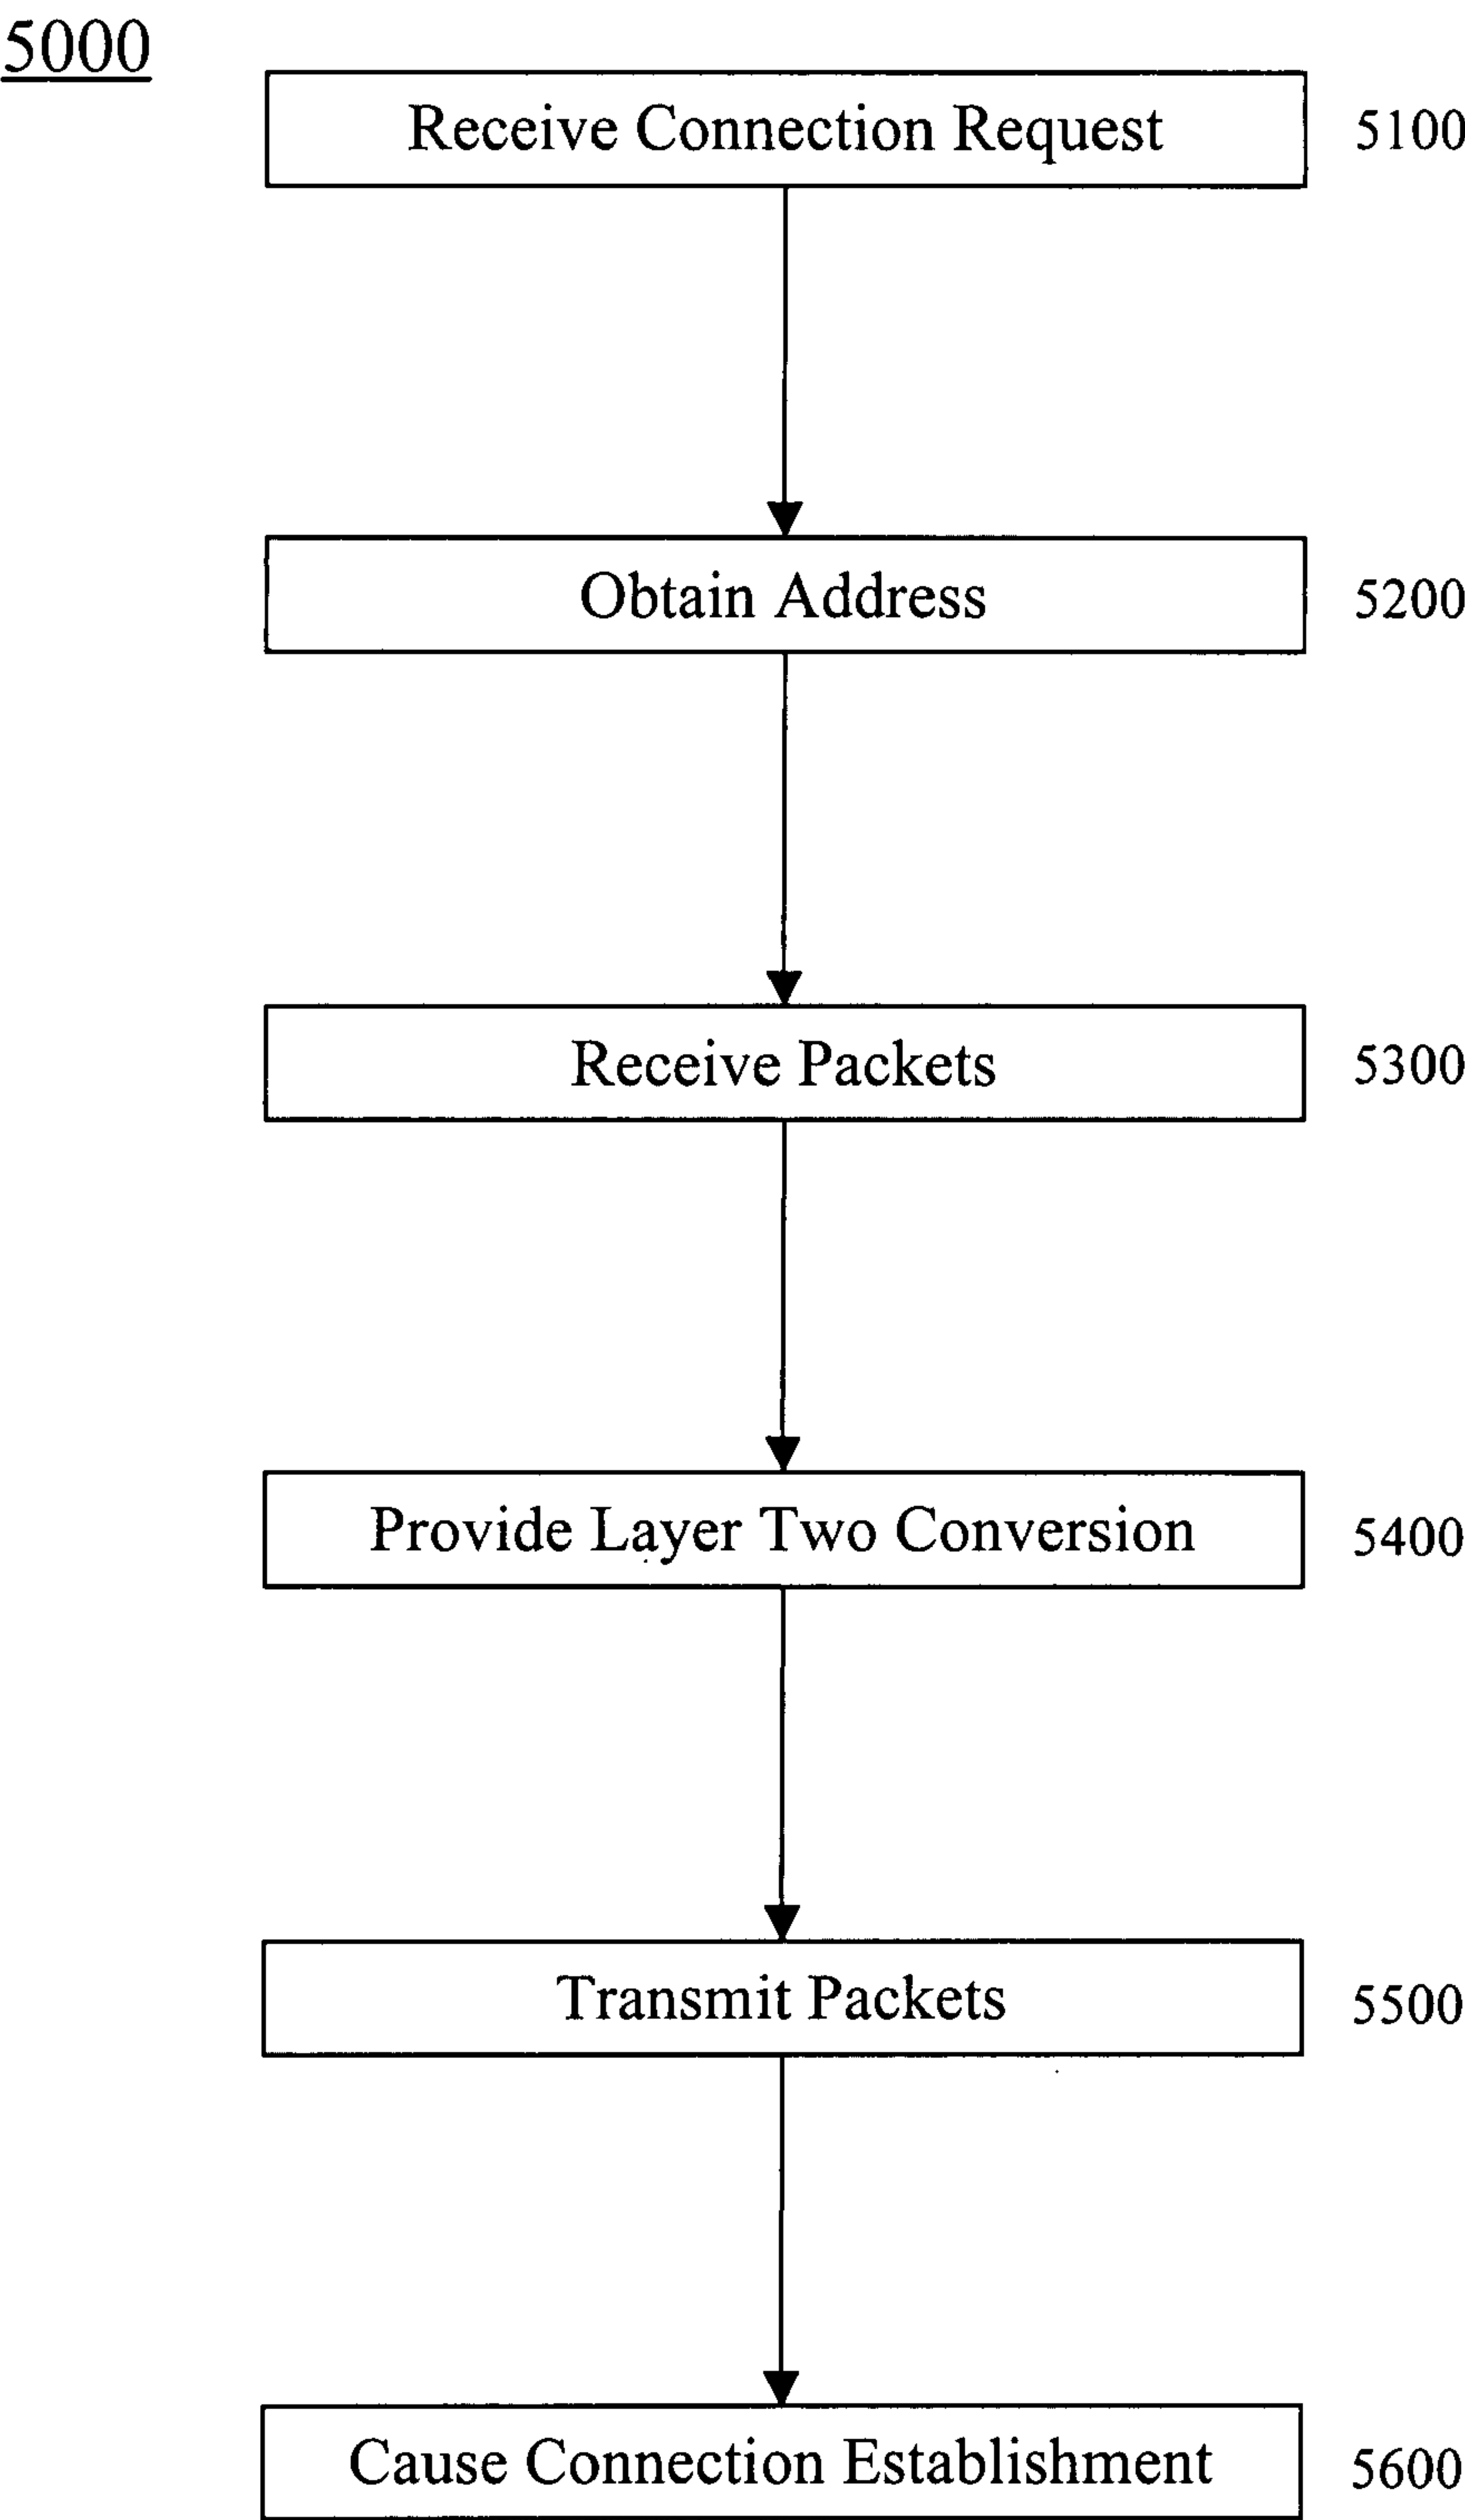 5000
Receive Connection Request 5100
Obtain Address 5200
Receive Packets 5300
Provide Layer Two Conversion 5400
Transmit Packets 5500
Cause Connection Establishment 5600